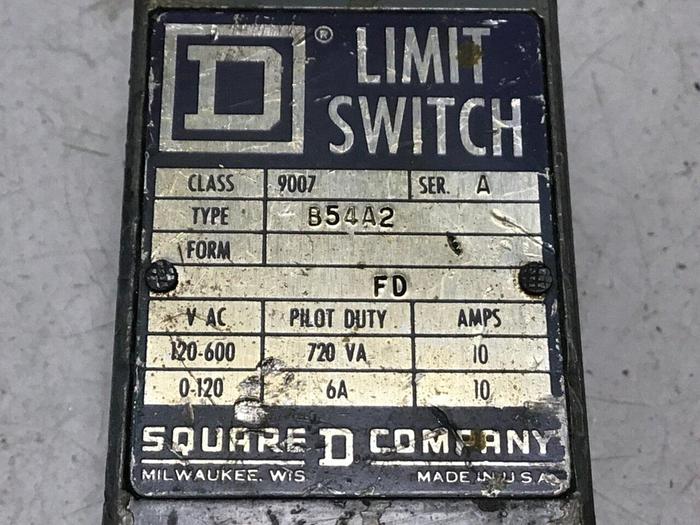 D ® LIMIT
SWITCH
CLASS 9007 SER. A
TYPE B54A2
FORM
FD
V AC PILOT DUTY AMPS
120-600 720 VA 10
0-120 6A 10
SQUARE D COMPANY
MILWAUKEE. WIS MADE IN U S A